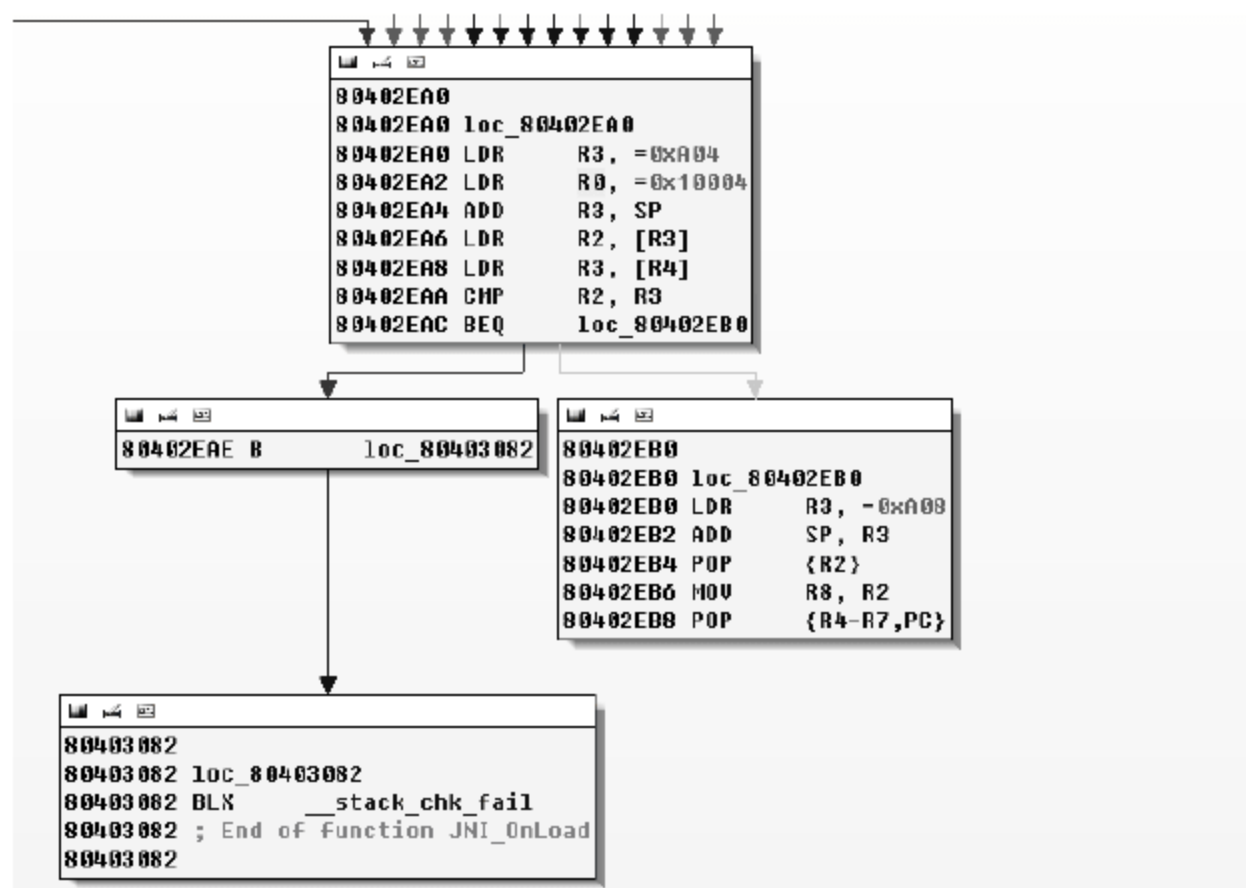 80402EA0
80402EA0 loc_80402EA0
80402EA0 LDR R3, =0xA04
80402EA2 LDR R0, =0x10004
80402EA4 ADD R3, SP
80402EA6 LDR R2, [R3]
80402EA8 LDR R3, [R4]
80402EAA CMP R2, R3
80402EAC BEQ loc_80402EB0
80402EAE B loc_80403082
80402EB0
80402EB0 loc_80402EB0
80402EB0 LDR R3, =0xA08
80402EB2 ADD SP, R3
80402EB4 POP {R2}
80402EB6 MOV R8, R2
80402EB8 POP {R4-R7,PC}
80403082
80403082 loc_80403082
80403082 BLX __stack_chk_fail
80403082 ; End of function JNI_OnLoad
80403082